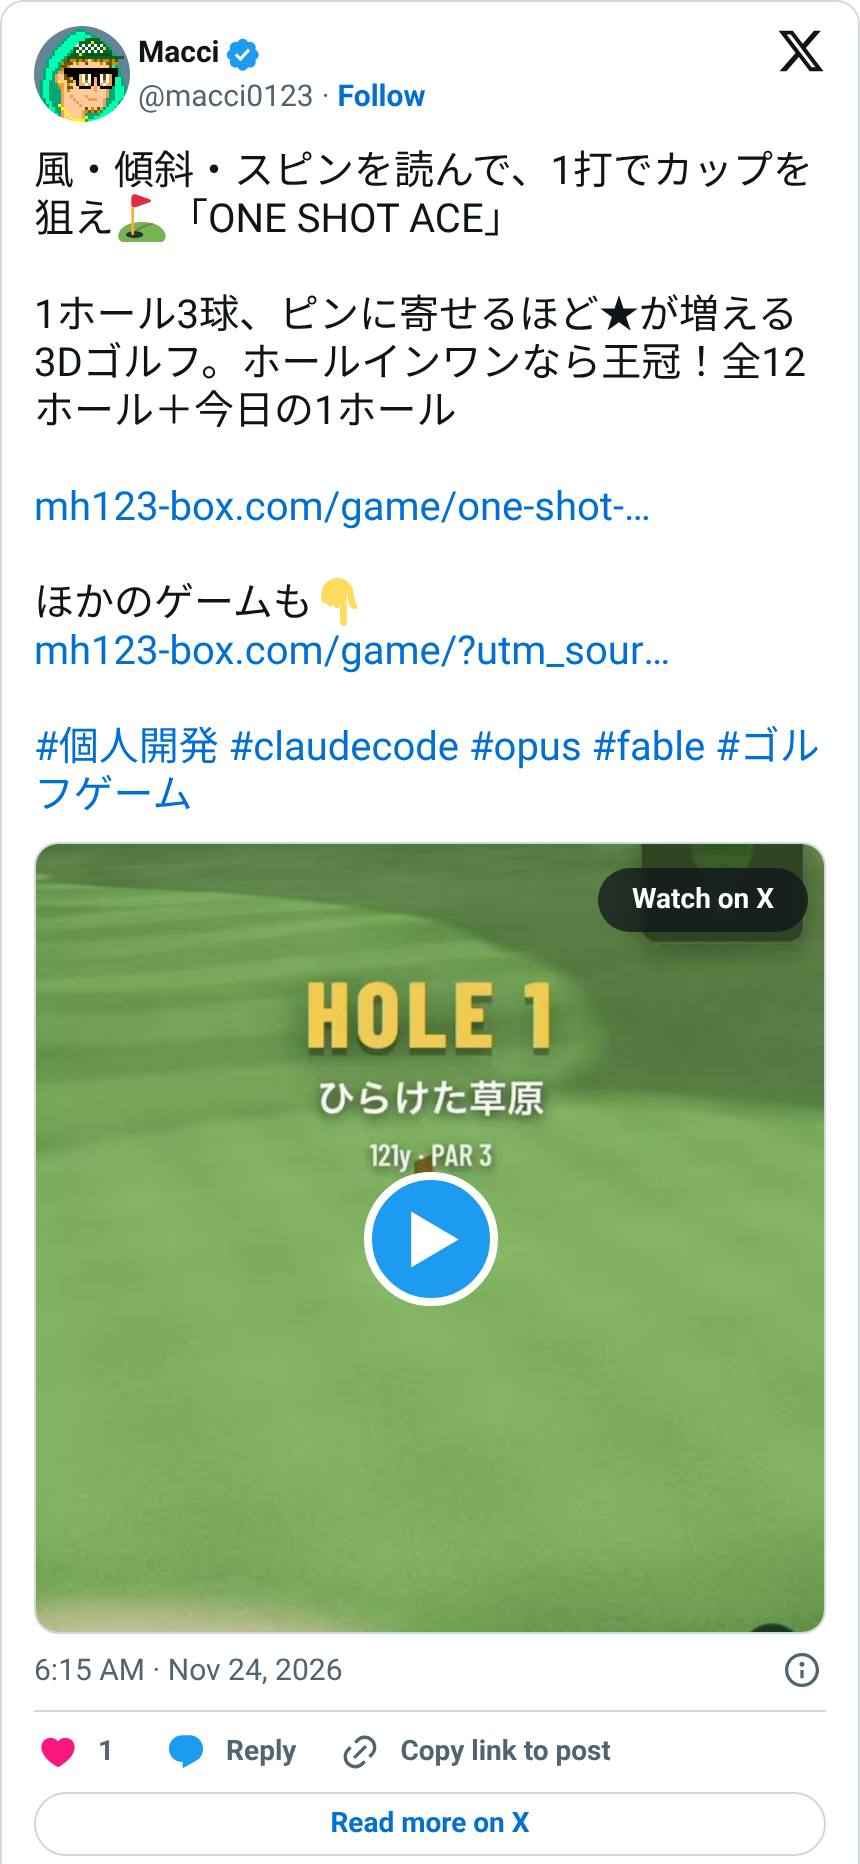 Macci
@macci0123 · Follow
風・傾斜・スピンを読んで、1打でカップを
狙え⛳「ONE SHOT ACE」
1ホール3球、ピンに寄せるほど★が増える
3Dゴルフ。ホールインワンなら王冠！全12
ホール＋今日の1ホール
mh123-box.com/game/one-shot-…
ほかのゲームも👇
mh123-box.com/game/?utm_sour…
#個人開発 #claudecode #opus #fable #ゴル
フゲーム
Watch on X
HOLE 1
ひらけた草原
121y · PAR 3
6:15 AM · Nov 24, 2026
1 Reply Copy link to post
Read more on X